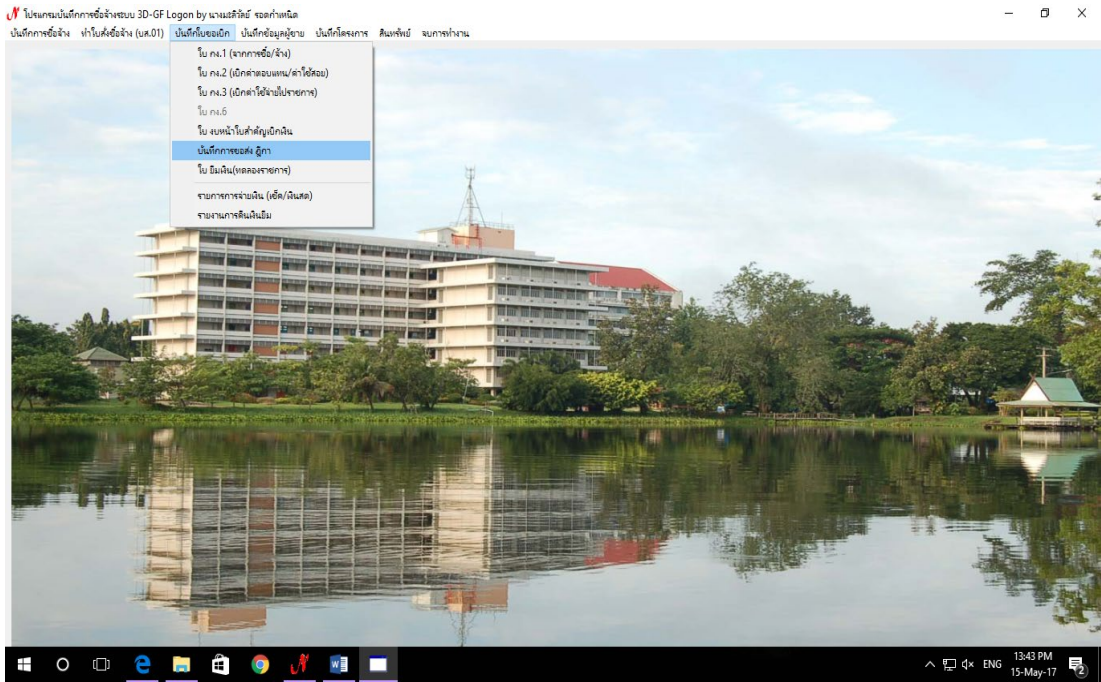 โปรแกรมบันทึกการซื้อจ้างระบบ 3D-GF Logon by นางมะลิวัลย์ รอดกำเหนิด
บันทึกการซื้อจ้าง ทำใบสั่งซื้อจ้าง (บส.01) บันทึกใบขอเบิก บันทึกข้อมูลผู้ขาย บันทึกโครงการ สินทรัพย์ จบการทำงาน
ใบ กง.1 (จากการซื้อ/จ้าง)
ใบ กง.2 (เบิกค่าตอบแทน/ค่าใช้สอย)
ใบ กง.3 (เบิกค่าใช้จ่ายไปราชการ)
ใบ กง.6
ใบ งบหน้าใบสำคัญเบิกเงิน
บันทึกการขอส่ง ฎีกา
ใบ ยืมเงิน(ทดลองราชการ)
รายการการจ่ายเงิน (เช็ค/เงินสด)
รายงานการคืนเงินยืม
ENG
13:43 PM
15-May-17
2